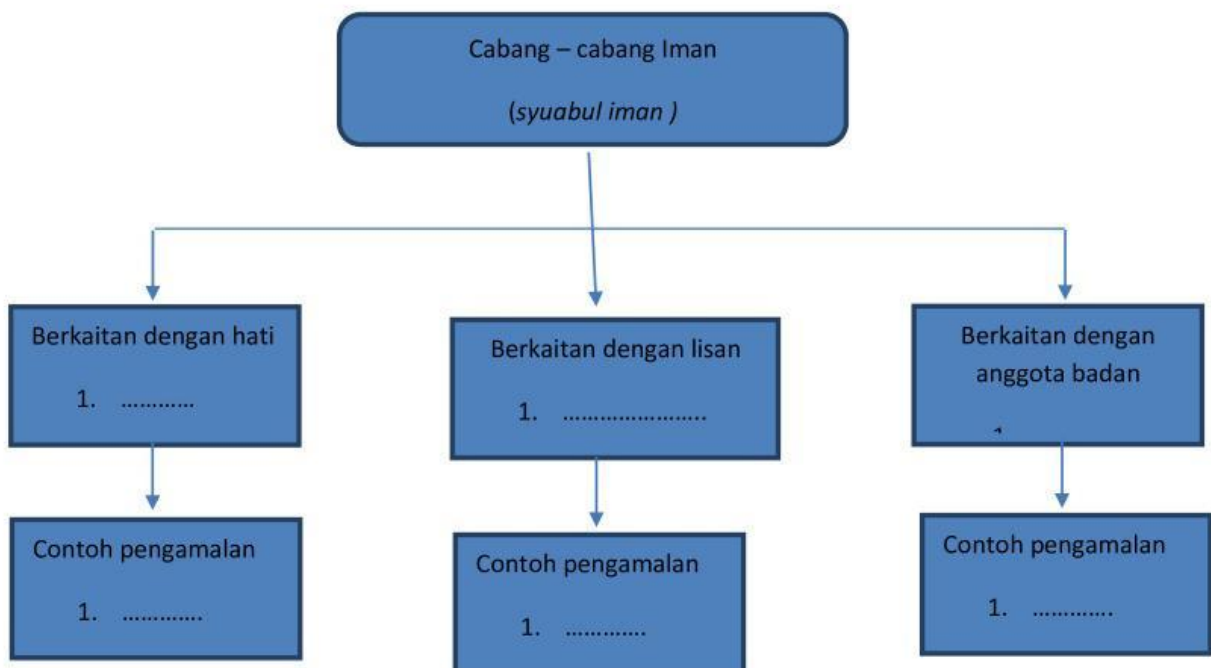 Cabang – cabang Iman
(syuabul iman )
Berkaitan dengan hati
1. …………
Berkaitan dengan lisan
1. …………………..
Berkaitan dengan
anggota badan
Contoh pengamalan
1. ………….
Contoh pengamalan
1. ………….
Contoh pengamalan
1. ………….